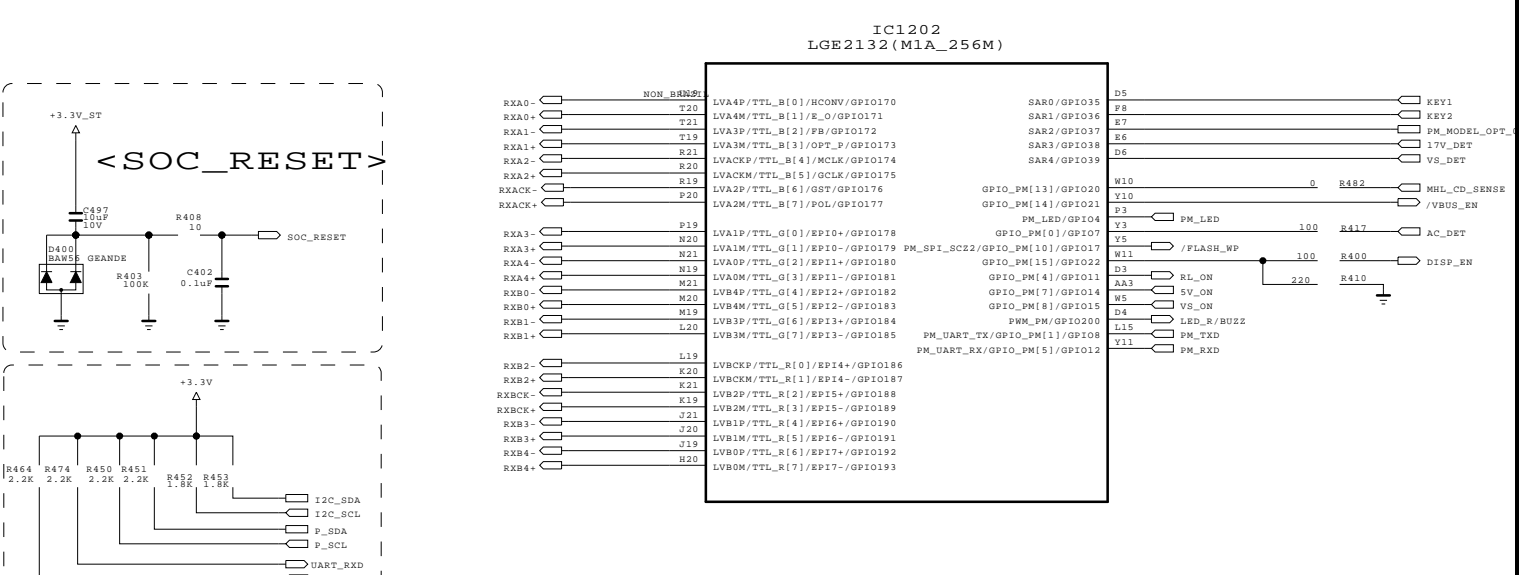 IC1202
LGE2132(M1A_256M)
+3.3V_ST
<SOC_RESET>
C497
10uF
10V
R408
10
SOC_RESET
D400
BAW56 GEANDE
R403
100K
C402
0.1uF
+3.3V
R464
2.2K
R474
2.2K
R450
2.2K
R451
2.2K
R452
1.8K
R453
1.8K
I2C_SDA
I2C_SCL
P_SDA
P_SCL
UART_RXD
NON_BRAZIL
RXA0- LVA4P/TTL_B[0]/HCONV/GPIO170
RXA0+ T20 LVA4M/TTL_B[1]/E_O/GPIO171
RXA1- T21 LVA3P/TTL_B[2]/FB/GPIO172
RXA1+ T19 LVA3M/TTL_B[3]/OPT_P/GPIO173
RXA2- R21 LVACKP/TTL_B[4]/MCLK/GPIO174
RXA2+ R20 LVACKM/TTL_B[5]/GCLK/GPIO175
RXACK- R19 LVA2P/TTL_B[6]/GST/GPIO176
RXACK+ P20 LVA2M/TTL_B[7]/POL/GPIO177
RXA3- P19 LVA1P/TTL_G[0]/EPI0+/GPIO178
RXA3+ N20 LVA1M/TTL_G[1]/EPI0-/GPIO179
RXA4- N21 LVA0P/TTL_G[2]/EPI1+/GPIO180
RXA4+ N19 LVA0M/TTL_G[3]/EPI1-/GPIO181
RXB0- M21 LVB4P/TTL_G[4]/EPI2+/GPIO182
RXB0+ M20 LVB4M/TTL_G[5]/EPI2-/GPIO183
RXB1- M19 LVB3P/TTL_G[6]/EPI3+/GPIO184
RXB1+ L20 LVB3M/TTL_G[7]/EPI3-/GPIO185
RXB2- L19 LVBCKP/TTL_R[0]/EPI4+/GPIO186
RXB2+ K20 LVBCKM/TTL_R[1]/EPI4-/GPIO187
RXBCK- K21 LVB2P/TTL_R[2]/EPI5+/GPIO188
RXBCK+ K19 LVB2M/TTL_R[3]/EPI5-/GPIO189
RXB3- J21 LVB1P/TTL_R[4]/EPI6+/GPIO190
RXB3+ J20 LVB1M/TTL_R[5]/EPI6-/GPIO191
RXB4- J19 LVB0P/TTL_R[6]/EPI7+/GPIO192
RXB4+ H20 LVB0M/TTL_R[7]/EPI7-/GPIO193
SAR0/GPIO35 D5 KEY1
SAR1/GPIO36 F8 KEY2
SAR2/GPIO37 E7 PM_MODEL_OPT_
SAR3/GPIO38 E6 17V_DET
SAR4/GPIO39 D6 VS_DET
GPIO_PM[13]/GPIO20 W10 0 R482 MHL_CD_SENSE
GPIO_PM[14]/GPIO21 Y10 /VBUS_EN
PM_LED/GPIO4 P3 PM_LED
GPIO_PM[0]/GPIO7 Y3 100 R417 AC_DET
PM_SPI_SCZ2/GPIO_PM[10]/GPIO17 Y5 /FLASH_WP
GPIO_PM[15]/GPIO22 W11 100 R400 DISP_EN
220 R410
GPIO_PM[4]/GPIO11 D3 RL_ON
GPIO_PM[7]/GPIO14 AA3 5V_ON
GPIO_PM[8]/GPIO15 W5 VS_ON
PWM_PM/GPIO200 D4 LED_R/BUZZ
PM_UART_TX/GPIO_PM[1]/GPIO8 L15 PM_TXD
PM_UART_RX/GPIO_PM[5]/GPIO12 Y11 PM_RXD